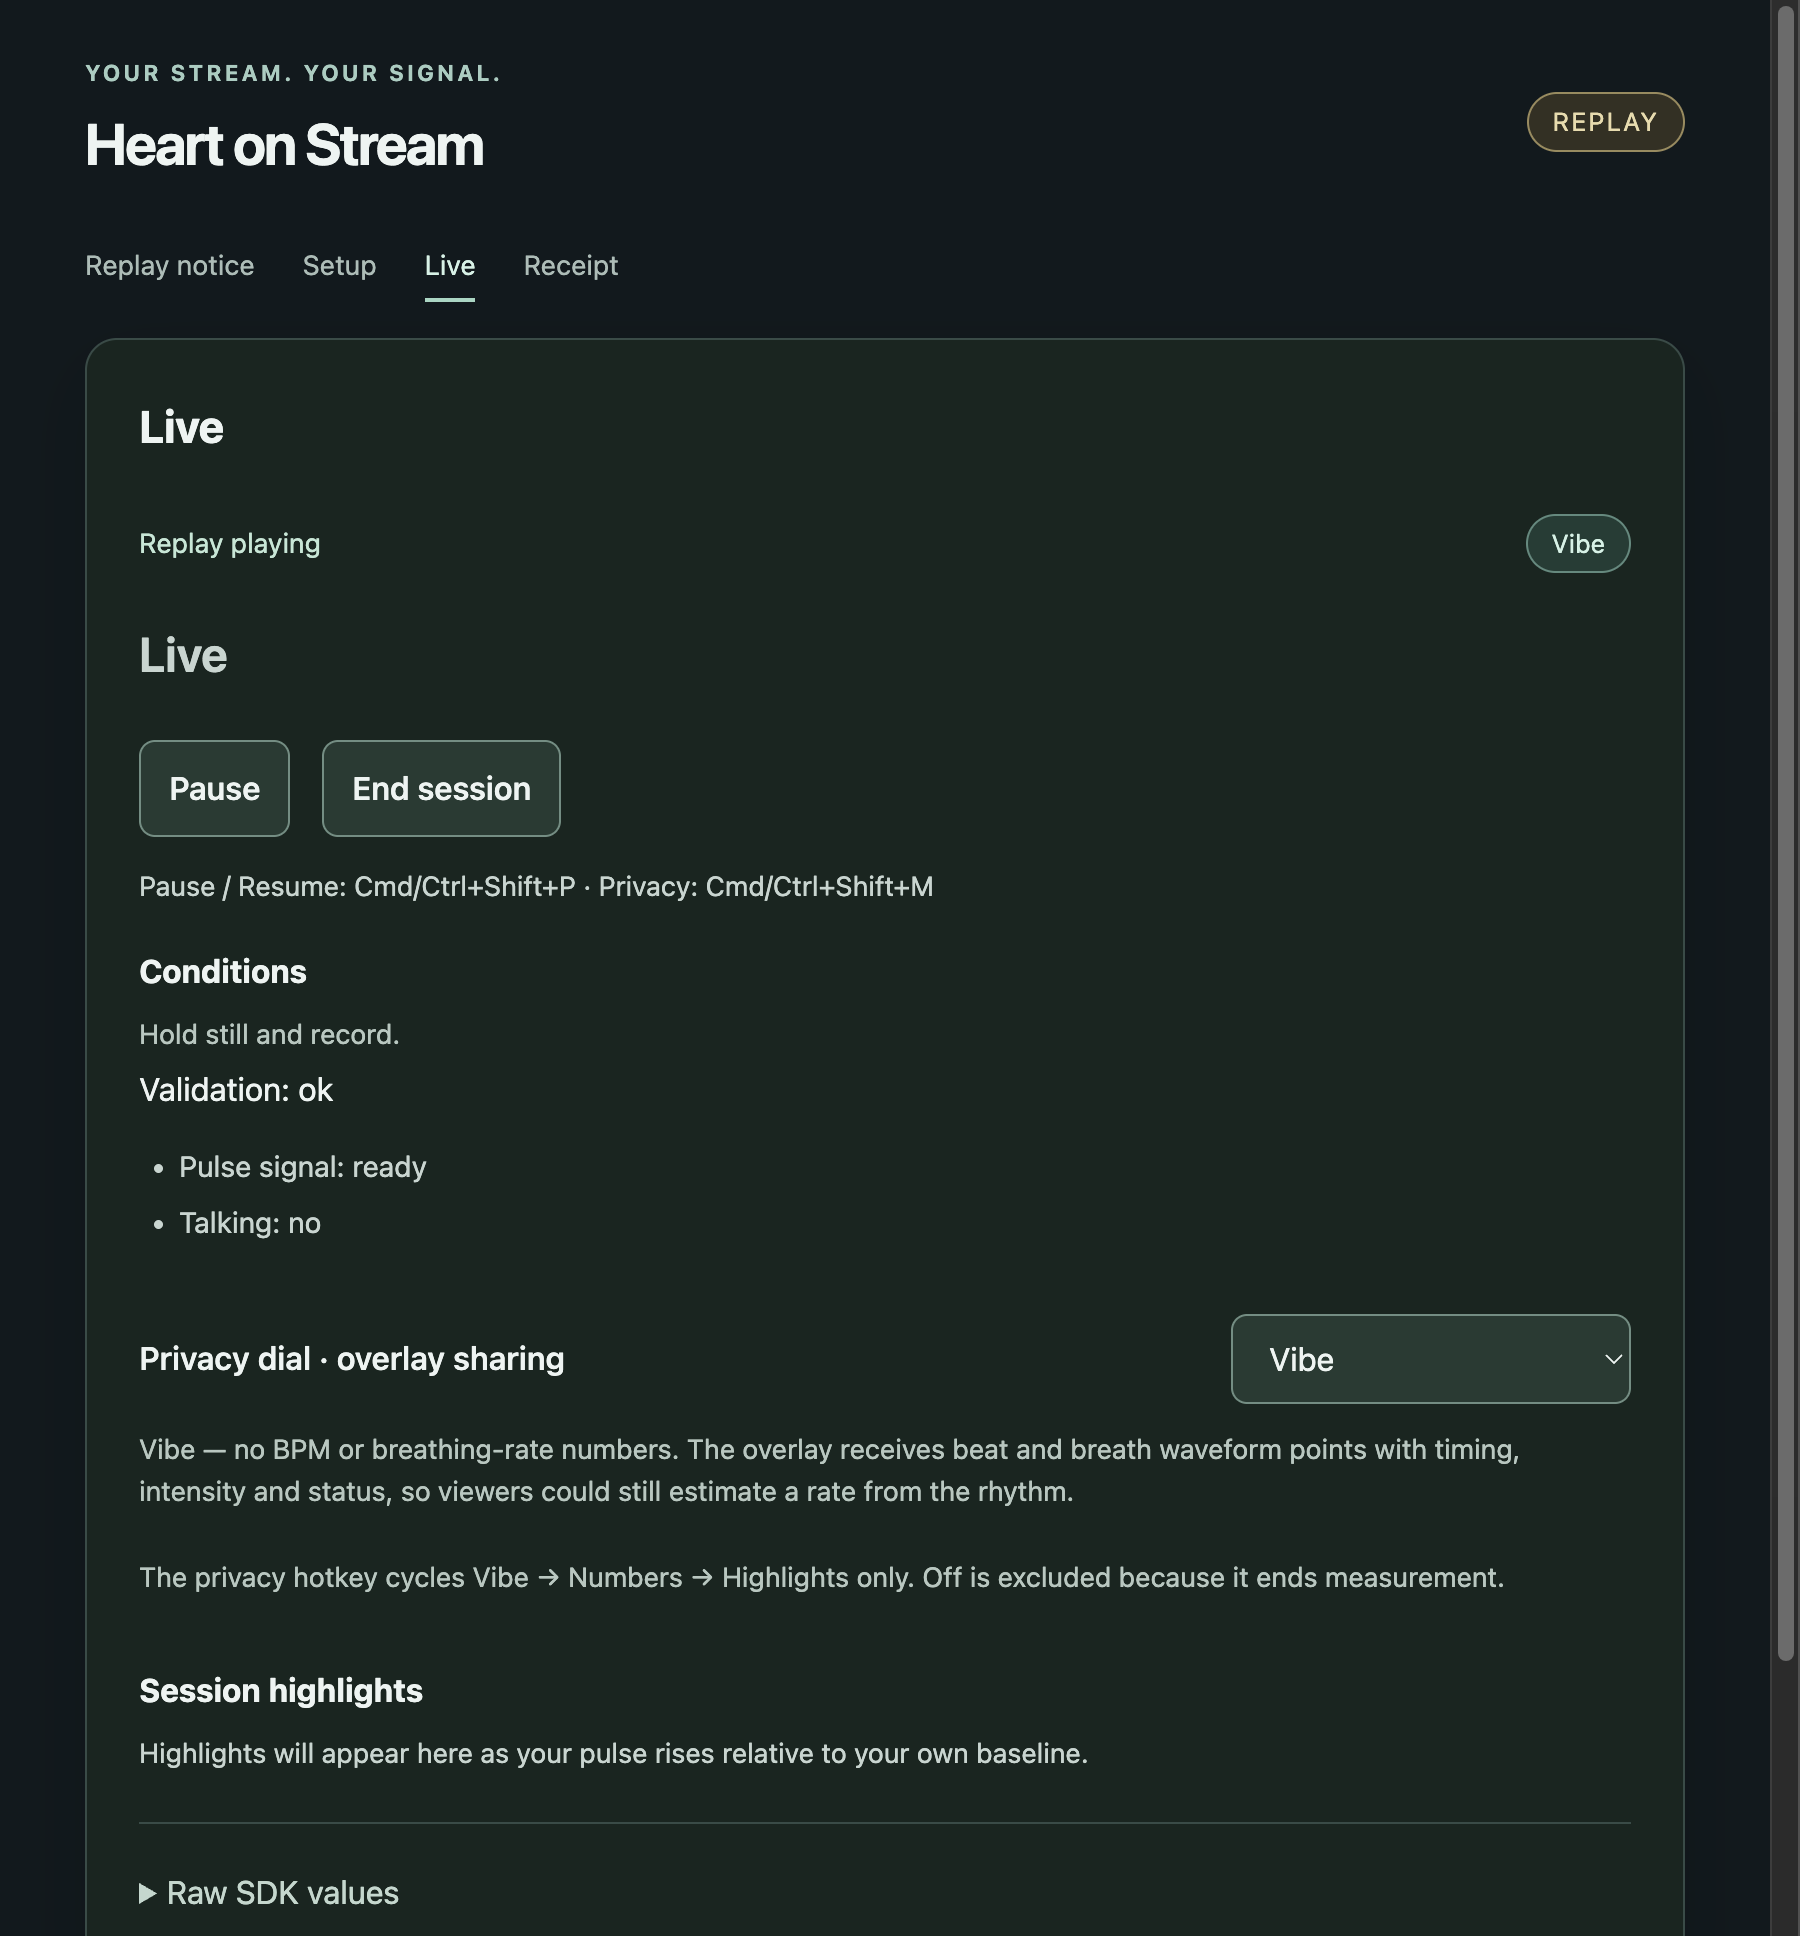 YOUR STREAM. YOUR SIGNAL.
Heart on Stream
REPLAY
Replay notice
Setup
Live
Receipt
Live
Replay playing
Vibe
Live
Pause
End session
Pause / Resume: Cmd/Ctrl+Shift+P · Privacy: Cmd/Ctrl+Shift+M
Conditions
Hold still and record.
Validation: ok
• Pulse signal: ready
• Talking: no
Privacy dial · overlay sharing
Vibe
Vibe — no BPM or breathing-rate numbers. The overlay receives beat and breath waveform points with timing,
intensity and status, so viewers could still estimate a rate from the rhythm.
The privacy hotkey cycles Vibe → Numbers → Highlights only. Off is excluded because it ends measurement.
Session highlights
Highlights will appear here as your pulse rises relative to your own baseline.
▶ Raw SDK values